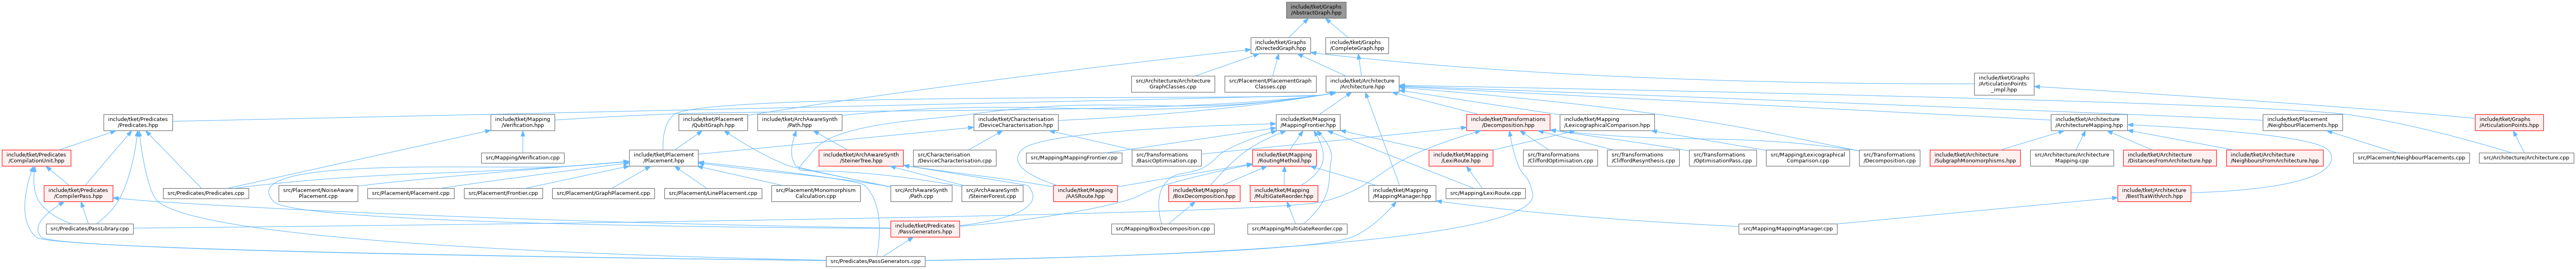 include/tket/Graphs
/AbstractGraph.hpp
include/tket/Graphs
/DirectedGraph.hpp
include/tket/Graphs
/CompleteGraph.hpp
src/Architecture/Architecture
GraphClasses.cpp
src/Placement/PlacementGraph
Classes.cpp
include/tket/Architecture
/Architecture.hpp
include/tket/Graphs
/ArticulationPoints
_impl.hpp
include/tket/Predicates
/Predicates.hpp
include/tket/Mapping
/Verification.hpp
include/tket/Placement
/QubitGraph.hpp
include/tket/ArchAwareSynth
/Path.hpp
include/tket/Characterisation
/DeviceCharacterisation.hpp
include/tket/Mapping
/MappingFrontier.hpp
include/tket/Transformations
/Decomposition.hpp
include/tket/Mapping
/LexicographicalComparison.hpp
include/tket/Architecture
/ArchitectureMapping.hpp
include/tket/Placement
/NeighbourPlacements.hpp
include/tket/Graphs
/ArticulationPoints.hpp
include/tket/Predicates
/CompilationUnit.hpp
src/Mapping/Verification.cpp
include/tket/Placement
/Placement.hpp
include/tket/ArchAwareSynth
/SteinerTree.hpp
src/Characterisation
/DeviceCharacterisation.cpp
src/Mapping/MappingFrontier.cpp
src/Transformations
/BasicOptimisation.cpp
include/tket/Mapping
/RoutingMethod.hpp
include/tket/Mapping
/LexiRoute.hpp
src/Transformations
/CliffordOptimisation.cpp
src/Transformations
/CliffordResynthesis.cpp
src/Transformations
/OptimisationPass.cpp
src/Mapping/Lexicographical
Comparison.cpp
src/Transformations
/Decomposition.cpp
include/tket/Architecture
/SubgraphMonomorphisms.hpp
src/Architecture/Architecture
Mapping.cpp
include/tket/Architecture
/DistancesFromArchitecture.hpp
include/tket/Architecture
/NeighboursFromArchitecture.hpp
src/Placement/NeighbourPlacements.cpp
src/Architecture/Architecture.cpp
include/tket/Predicates
/CompilerPass.hpp
src/Predicates/Predicates.cpp
src/Placement/NoiseAware
Placement.cpp
src/Placement/Placement.cpp
src/Placement/Frontier.cpp
src/Placement/GraphPlacement.cpp
src/Placement/LinePlacement.cpp
src/Placement/Monomorphism
Calculation.cpp
src/ArchAwareSynth
/Path.cpp
src/ArchAwareSynth
/SteinerForest.cpp
include/tket/Mapping
/AASRoute.hpp
include/tket/Mapping
/BoxDecomposition.hpp
include/tket/Mapping
/MultiGateReorder.hpp
include/tket/Mapping
/MappingManager.hpp
src/Mapping/LexiRoute.cpp
include/tket/Architecture
/BestTsaWithArch.hpp
src/Predicates/PassLibrary.cpp
include/tket/Predicates
/PassGenerators.hpp
src/Mapping/BoxDecomposition.cpp
src/Mapping/MultiGateReorder.cpp
src/Mapping/MappingManager.cpp
src/Predicates/PassGenerators.cpp